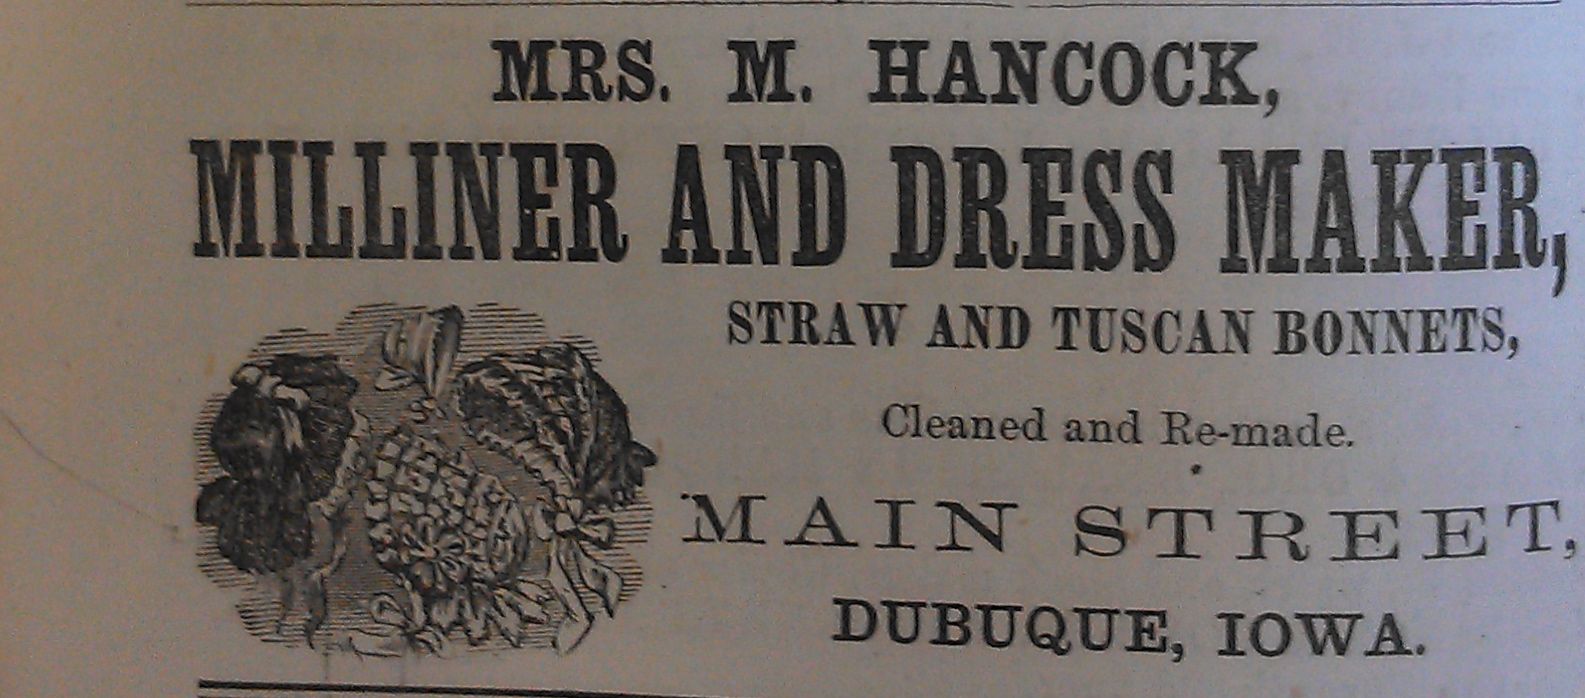 MRS. M. HANCOCK,
MILLINER AND DRESS MAKER,
STRAW AND TUSCAN BONNETS,
Cleaned and Re-made.
MAIN STREET,
DUBUQUE, IOWA.